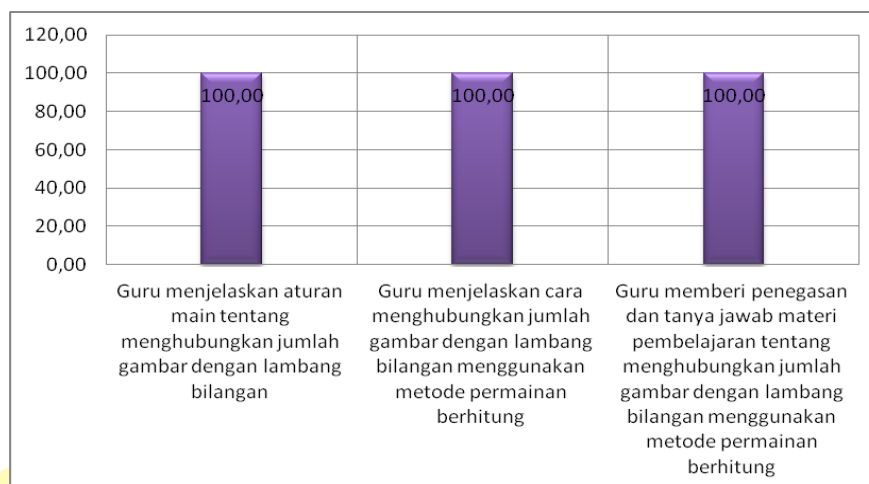 120,00
100,00
80,00
60,00
40,00
20,00
0,00
100,00
100,00
100,00
Guru menjelaskan aturan
main tentang
menghubungkan jumlah
gambar dengan lambang
bilangan
Guru menjelaskan cara
menghubungkan jumlah
gambar dengan lambang
bilangan menggunakan
metode permainan
berhitung
Guru memberi penegasan
dan tanya jawab materi
pembelajaran tentang
menghubungkan jumlah
gambar dengan lambang
bilangan menggunakan
metode permainan
berhitung